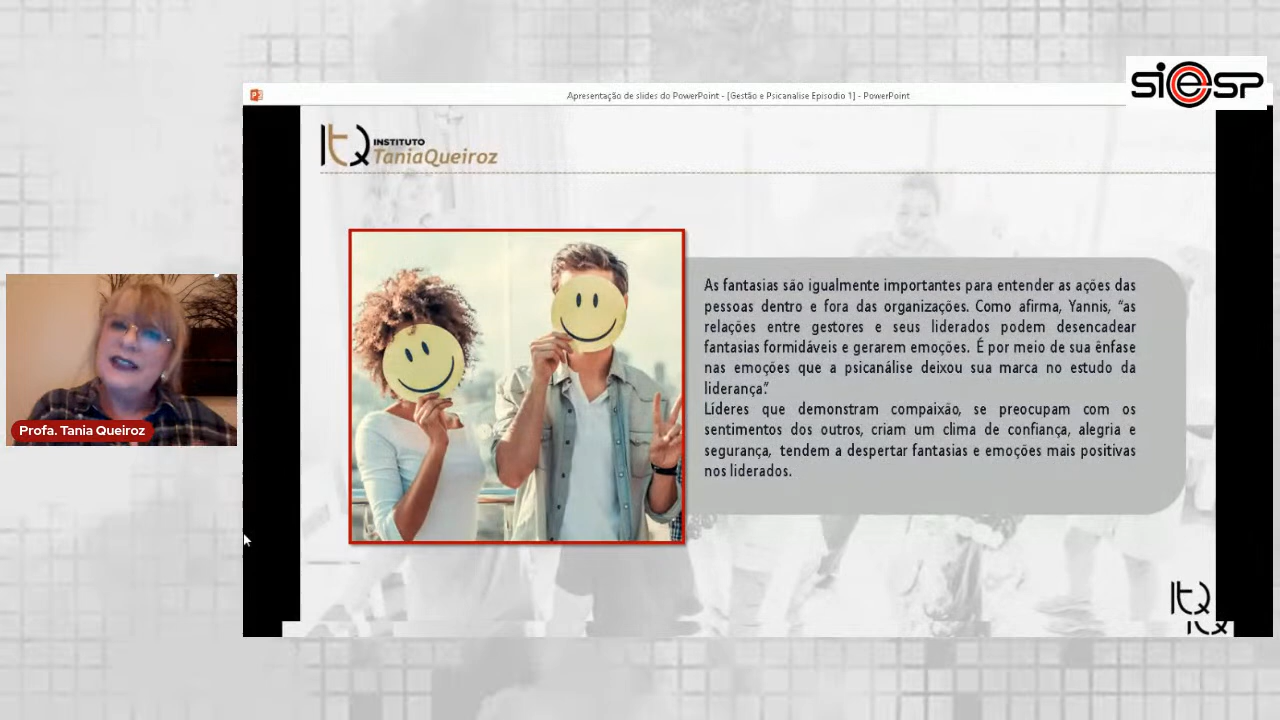 SIESP
Apresentação de slides do PowerPoint - [Gestão e Psicanalise Episodio 1] - PowerPoint
ItQ INSTITUTO
TaniaQueiroz
As fantasias são igualmente importantes para entender as ações das
pessoas dentro e fora das organizações. Como afirma, Yannis, “as
relações entre gestores e seus liderados podem desencadear
fantasias formidáveis e gerarem emoções. É por meio de sua ênfase
nas emoções que a psicanálise deixou sua marca no estudo da
liderança”.
Líderes que demonstram compaixão, se preocupam com os
sentimentos dos outros, criam um clima de confiança, alegria e
segurança, tendem a despertar fantasias e emoções mais positivas
nos liderados.
Profa. Tania Queiroz
ItQ